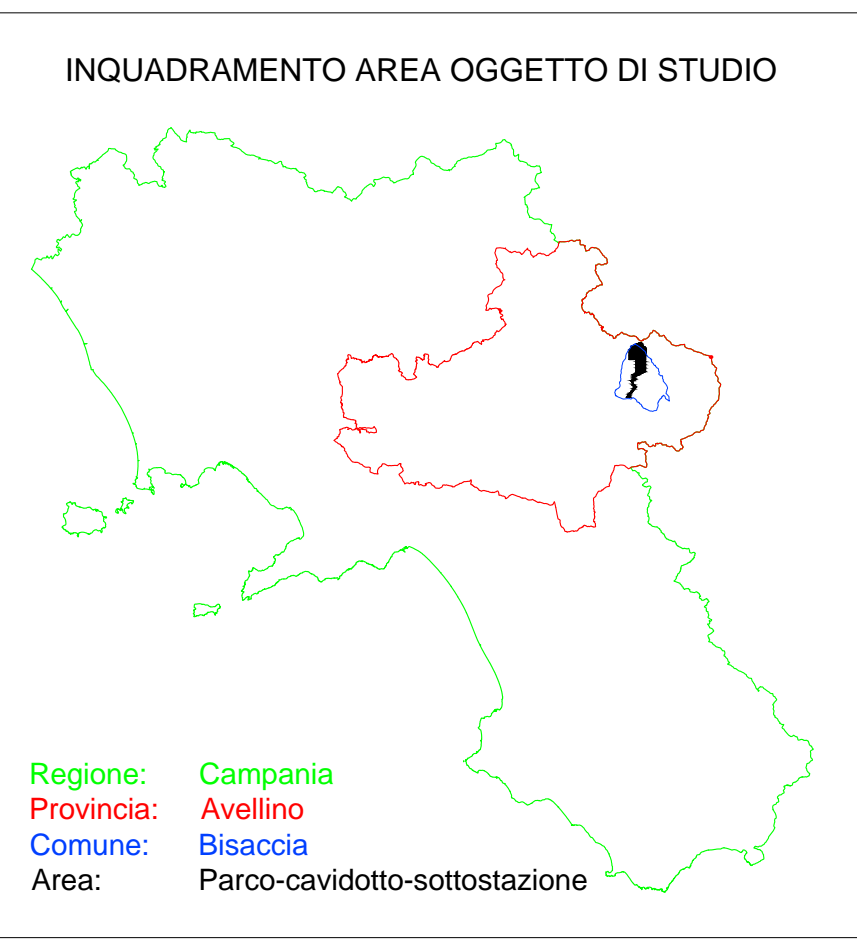 INQUADRAMENTO AREA OGGETTO DI STUDIO
Regione: Campania
Provincia: Avellino
Comune: Bisaccia
Area: Parco-cavidotto-sottostazione